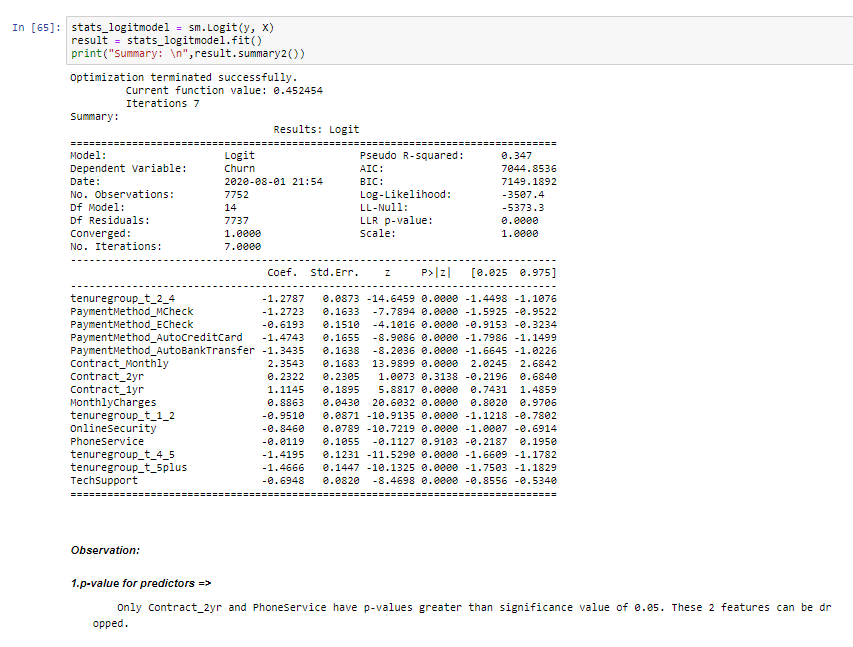 In [65]: stats_logitmodel = sm.Logit(y, X)
result = stats_logitmodel.fit()
print("Summary: \n",result.summary2())
Optimization terminated successfully.
Current function value: 0.452454
Iterations 7
Summary:
Results: Logit
=================================================================
Model: Logit Pseudo R-squared: 0.347
Dependent Variable: Churn AIC: 7044.8536
Date: 2020-08-01 21:54 BIC: 7149.1892
No. Observations: 7752 Log-Likelihood: -3507.4
Df Model: 14 LL-Null: -5373.3
Df Residuals: 7737 LLR p-value: 0.0000
Converged: 1.0000 Scale: 1.0000
No. Iterations: 7.0000
-----------------------------------------------------------------
Coef. Std.Err. z P>|z| [0.025 0.975]
-----------------------------------------------------------------
tenuregroup_t_2_4 -1.2787 0.0873 -14.6459 0.0000 -1.4498 -1.1076
PaymentMethod_MCheck -1.2723 0.1633 -7.7894 0.0000 -1.5925 -0.9522
PaymentMethod_ECheck -0.6193 0.1510 -4.1016 0.0000 -0.9153 -0.3234
PaymentMethod_AutoCreditCard -1.4743 0.1655 -8.9086 0.0000 -1.7986 -1.1499
PaymentMethod_AutoBankTransfer -1.3435 0.1638 -8.2036 0.0000 -1.6645 -1.0226
Contract_Monthly 2.3543 0.1683 13.9899 0.0000 2.0245 2.6842
Contract_2yr 0.2322 0.2305 1.0073 0.3138 -0.2196 0.6840
Contract_1yr 1.1145 0.1895 5.8817 0.0000 0.7431 1.4859
MonthlyCharges 0.8863 0.0430 20.6032 0.0000 0.8020 0.9706
tenuregroup_t_1_2 -0.9510 0.0871 -10.9135 0.0000 -1.1218 -0.7802
OnlineSecurity -0.8460 0.0789 -10.7219 0.0000 -1.0007 -0.6914
PhoneService -0.0119 0.1055 -0.1127 0.9103 -0.2187 0.1950
tenuregroup_t_4_5 -1.4195 0.1231 -11.5290 0.0000 -1.6609 -1.1782
tenuregroup_t_5plus -1.4666 0.1447 -10.1325 0.0000 -1.7503 -1.1829
TechSupport -0.6948 0.0820 -8.4698 0.0000 -0.8556 -0.5340
=================================================================
Observation:
1.p-value for predictors =>
Only Contract_2yr and PhoneService have p-values greater than significance value of 0.05. These 2 features can be dr
opped.